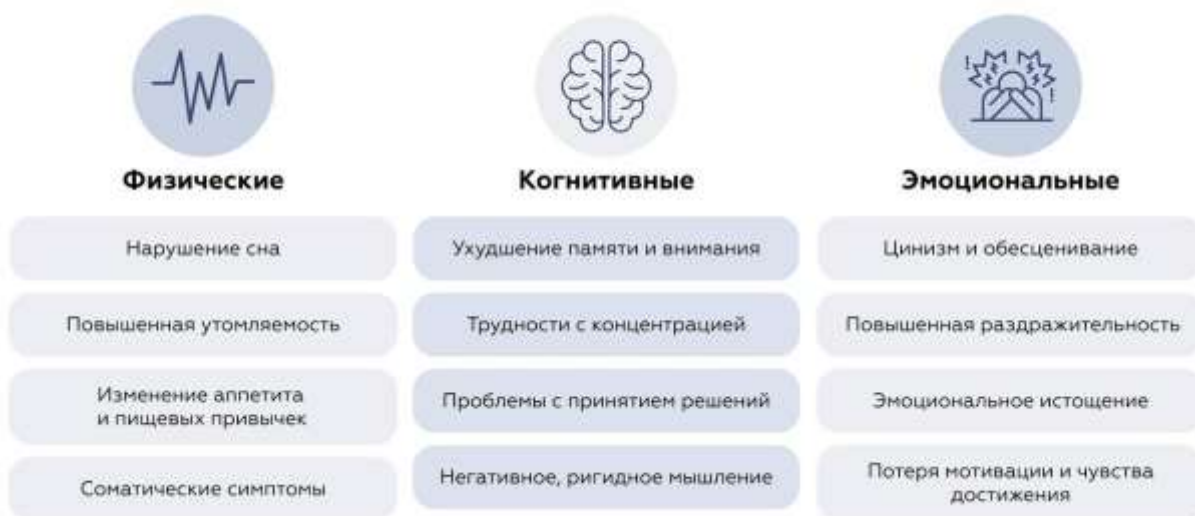 Физические
Когнитивные
Эмоциональные
Нарушение сна
Ухудшение памяти и внимания
Цинизм и обесценивание
Повышенная утомляемость
Трудности с концентрацией
Повышенная раздражительность
Изменение аппетита
и пищевых привычек
Проблемы с принятием решений
Эмоциональное истощение
Соматические симптомы
Негативное, ригидное мышление
Потеря мотивации и чувства
достижения